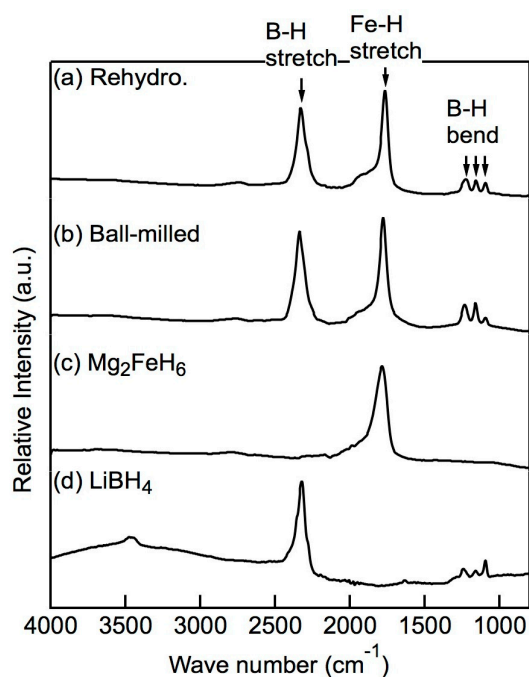 B-H
stretch
Fe-H
stretch
(a) Rehydro.
B-H
bend
(b) Ball-milled
(c) Mg₂FeH₆
(d) LiBH₄
Relative Intensity (a.u.)
4000 3500 3000 2500 2000 1500 1000
Wave number (cm⁻¹)